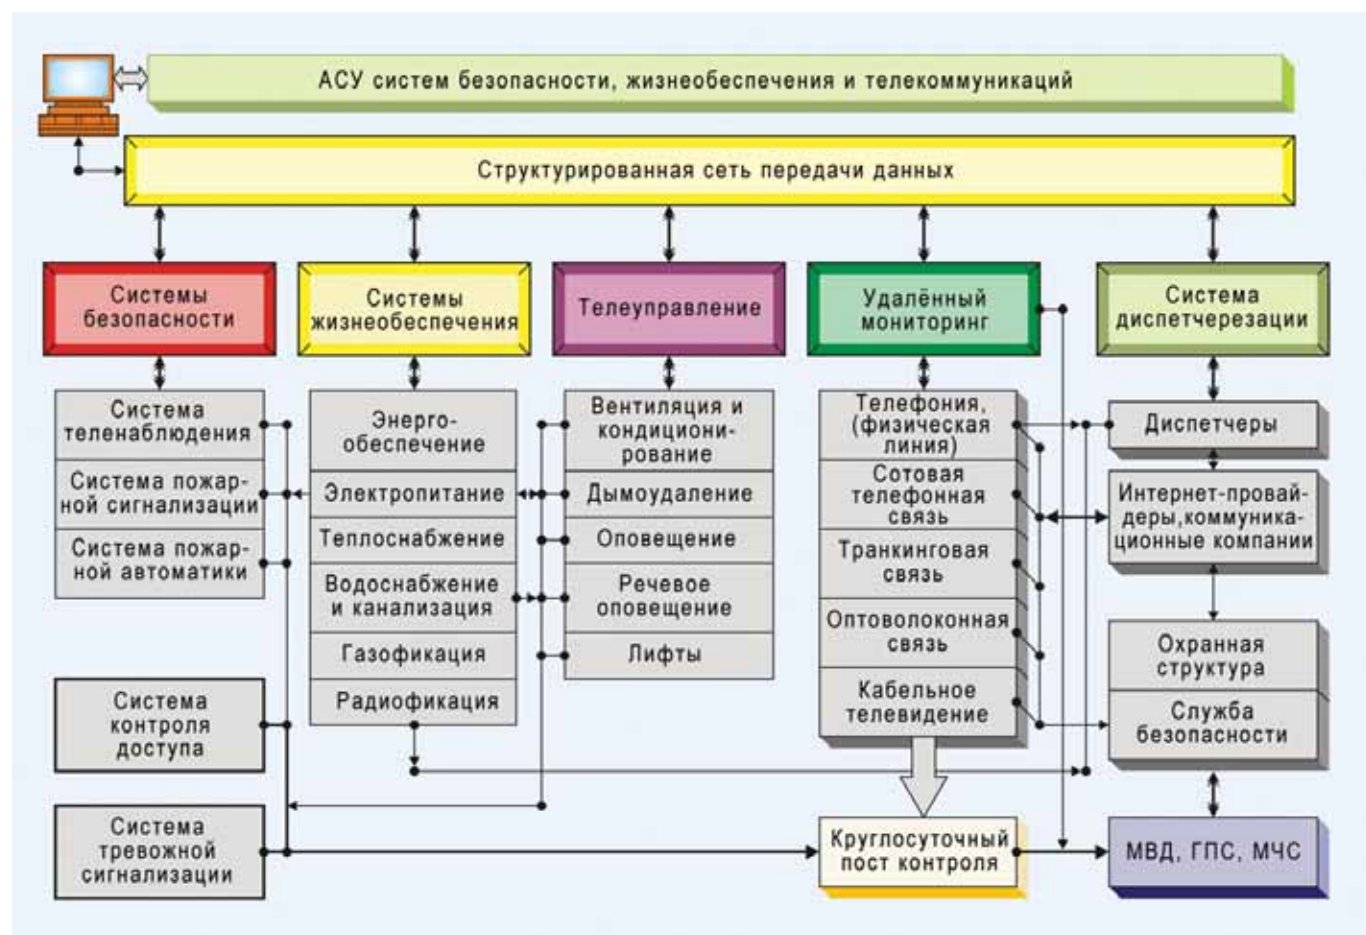 АСУ систем безопасности, жизнеобеспечения и телекоммуникаций
Структурированная сеть передачи данных
Системы
безопасности
Системы
жизнеобеспечения
Телеуправление
Удалённый
мониторинг
Система
диспетчерезации
Система
теленаблюдения
Система пожар-
ной сигнализации
Система пожар-
ной автоматики
Система
контроля
доступа
Система
тревожной
сигнализации
Энерго-
обеспечение
Электропитание
Теплоснабжение
Водоснабжение
и канализация
Газофикация
Радиофикация
Вентиляция и
кондициони-
рование
Дымоудаление
Оповещение
Речевое
оповещение
Лифты
Телефония,
(физическая
линия)
Сотовая
телефонная
связь
Транкинговая
связь
Оптоволоконная
связь
Кабельное
телевидение
Круглосуточный
пост контроля
Диспетчеры
Интернет-провай-
деры,коммуника-
ционные компании
Охранная
структура
Служба
безопасности
МВД, ГПС, МЧС